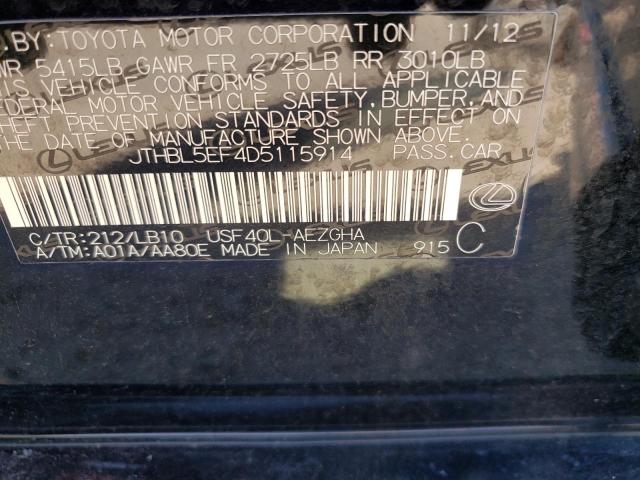 . BY: TOYOTA MOTOR CORPORATION 11/12
WR 5415LB GAWR FR 2725LB RR 3010LB
IS VEHICLE CONFORMS TO ALL APPLICABLE
EDERAL MOTOR VEHICLE SAFETY, BUMPER, AND
HEFT PREVENTION STANDARDS IN EFFECT ON
THE DATE OF MANUFACTURE SHOWN ABOVE.
JTHBL5EF4D5115914 PASS. CAR
C/TR:212/LB10 USF40L-AEZGHA
A/TM:A01A/AA80E MADE IN JAPAN 915 C